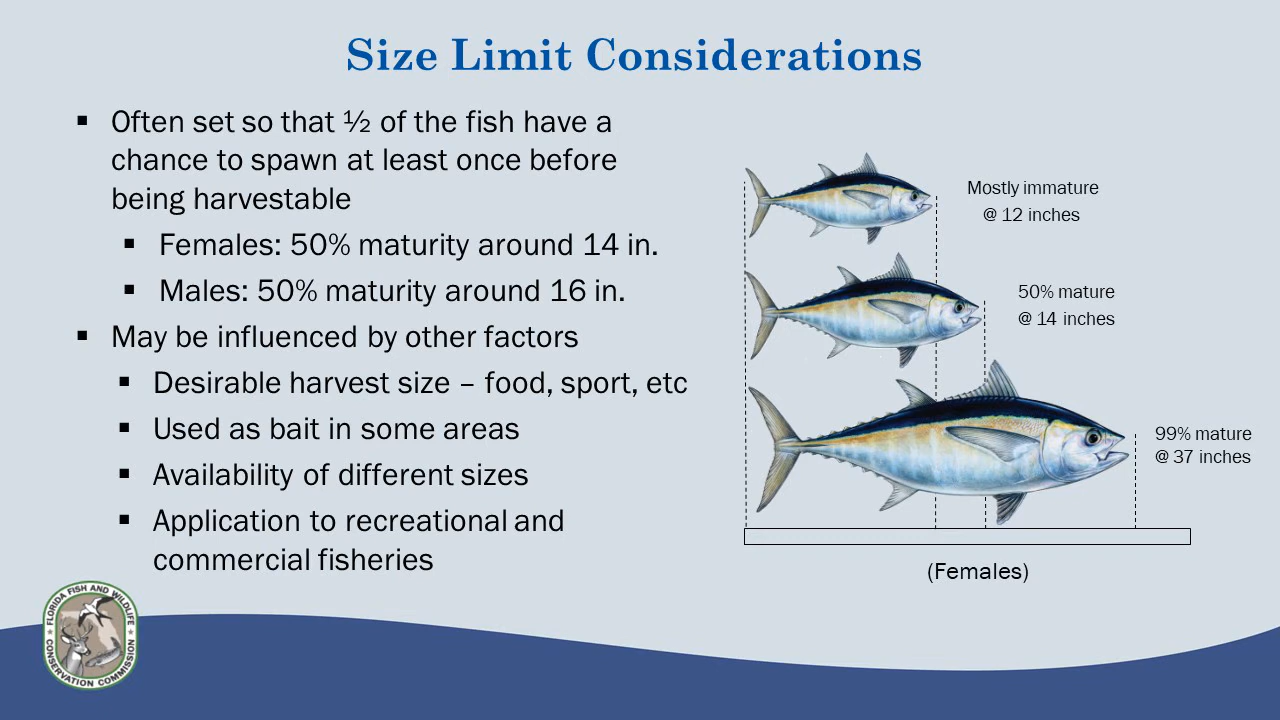 Size Limit Considerations
▪ Often set so that ½ of the fish have a
chance to spawn at least once before
being harvestable
▪ Females: 50% maturity around 14 in.
▪ Males: 50% maturity around 16 in.
▪ May be influenced by other factors
▪ Desirable harvest size – food, sport, etc
▪ Used as bait in some areas
▪ Availability of different sizes
▪ Application to recreational and
commercial fisheries
Mostly immature
@ 12 inches
50% mature
@ 14 inches
99% mature
@ 37 inches
(Females)
FLORIDA FISH AND WILDLIFE
CONSERVATION COMMISSION